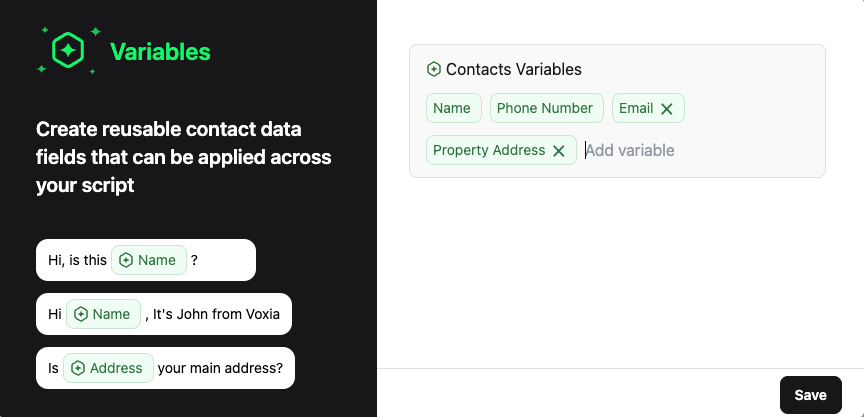 Variables
Create reusable contact data
fields that can be applied across
your script
Hi, is this Name ?
Hi Name , It's John from Voxia
Is Address your main address?
Contacts Variables
Name Phone Number Email
Property Address Add variable
Save